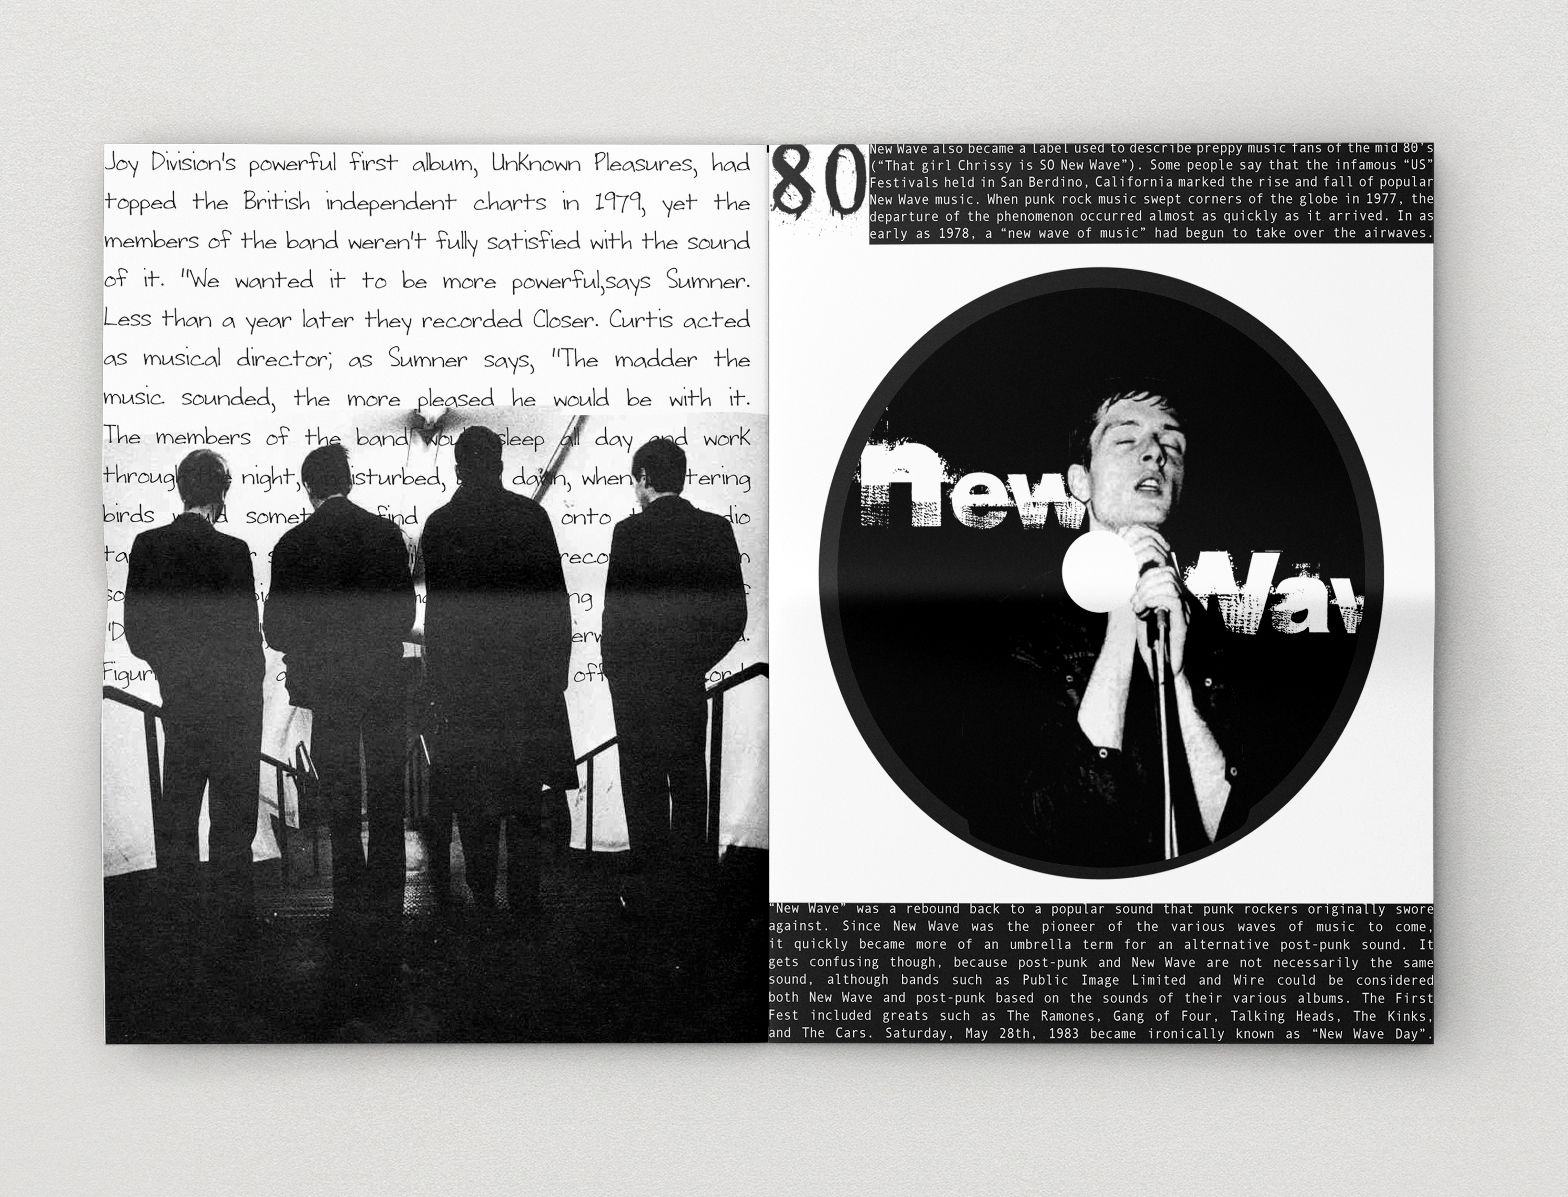 Joy Division's powerful first album, Unknown Pleasures, had
topped the British independent charts in 1979, yet the
members of the band weren't fully satisfied with the sound
of it. "We wanted it to be more powerful,says Sumner.
Less than a year later they recorded Closer. Curtis acted
as musical director; as Sumner says, "The madder the
music sounded, the more pleased he would be with it.
The members of the band would sleep all day and work
through the night, undisturbed, dawn, when
birds would find onto
off
80
New Wave also became a label used to describe preppy music fans of the mid 80's
(“That girl Chrissy is SO New Wave”). Some people say that the infamous “US”
Festivals held in San Berdino, California marked the rise and fall of popular
New Wave music. When punk rock music swept corners of the globe in 1977, the
departure of the phenomenon occurred almost as quickly as it arrived. In as
early as 1978, a “new wave of music” had begun to take over the airwaves.
new
Wav
“New Wave” was a rebound back to a popular sound that punk rockers originally swore
against. Since New Wave was the pioneer of the various waves of music to come,
it quickly became more of an umbrella term for an alternative post-punk sound. It
gets confusing though, because post-punk and New Wave are not necessarily the same
sound, although bands such as Public Image Limited and Wire could be considered
both New Wave and post-punk based on the sounds of their various albums. The First
Fest included greats such as The Ramones, Gang of Four, Talking Heads, The Kinks,
and The Cars. Saturday, May 28th, 1983 became ironically known as “New Wave Day”.